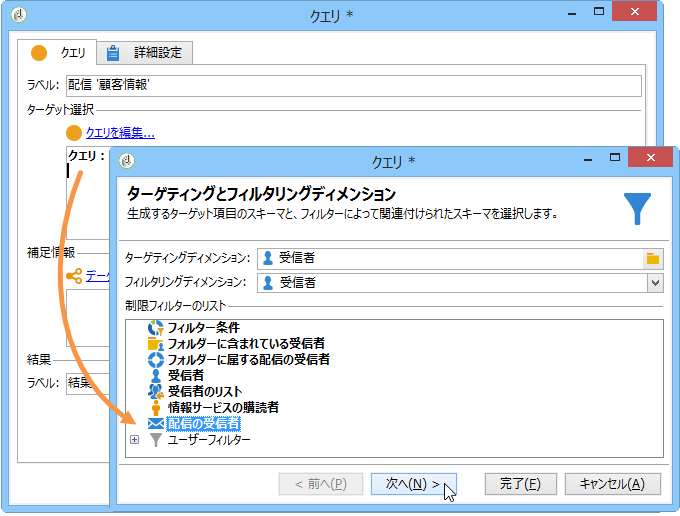 クエリ *
クエリ
詳細設定
ラベル: 配信 '顧客情報'
ターゲット選択
クエリを編集...
クエリ :
補足情報
データ
結果
ラベル: 結果
クエリ *
ターゲティングとフィルタリングディメンション
生成するターゲット項目のスキーマと、フィルターによって関連付けられたスキーマを選択します。
ターゲティングディメンション: 受信者
フィルタリングディメンション: 受信者
制限フィルターのリスト
フィルター条件
フォルダーに含まれている受信者
フォルダーに属する配信の受信者
受信者
受信者のリスト
情報サービスの購読者
配信の受信者
ユーザーフィルター
< 前へ(P)
次へ(N) >
完了(F)
キャンセル(A)